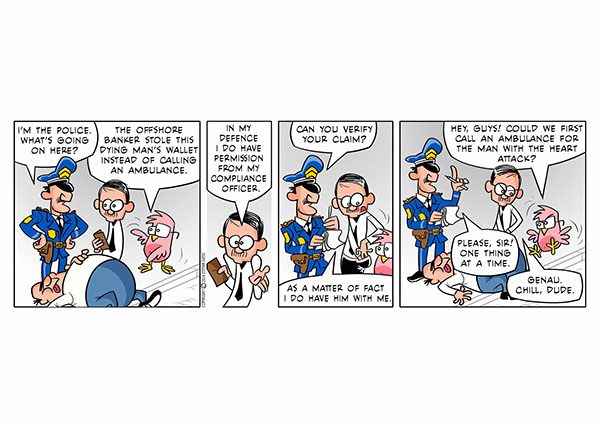 I'M THE POLICE.
WHAT'S GOING
ON HERE?
THE OFFSHORE
BANKER STOLE THIS
DYING MAN'S WALLET
INSTEAD OF CALLING
AN AMBULANCE.
IN MY
DEFENCE
I DO HAVE
PERMISSION
FROM MY
COMPLIANCE
OFFICER.
CAN YOU VERIFY
YOUR CLAIM?
AS A MATTER OF FACT
I DO HAVE HIM WITH ME.
HEY, GUYS! COULD WE FIRST
CALL AN AMBULANCE FOR
THE MAN WITH THE HEART
ATTACK?
PLEASE, SIR!
ONE THING
AT A TIME.
GENAU.
CHILL, DUDE.